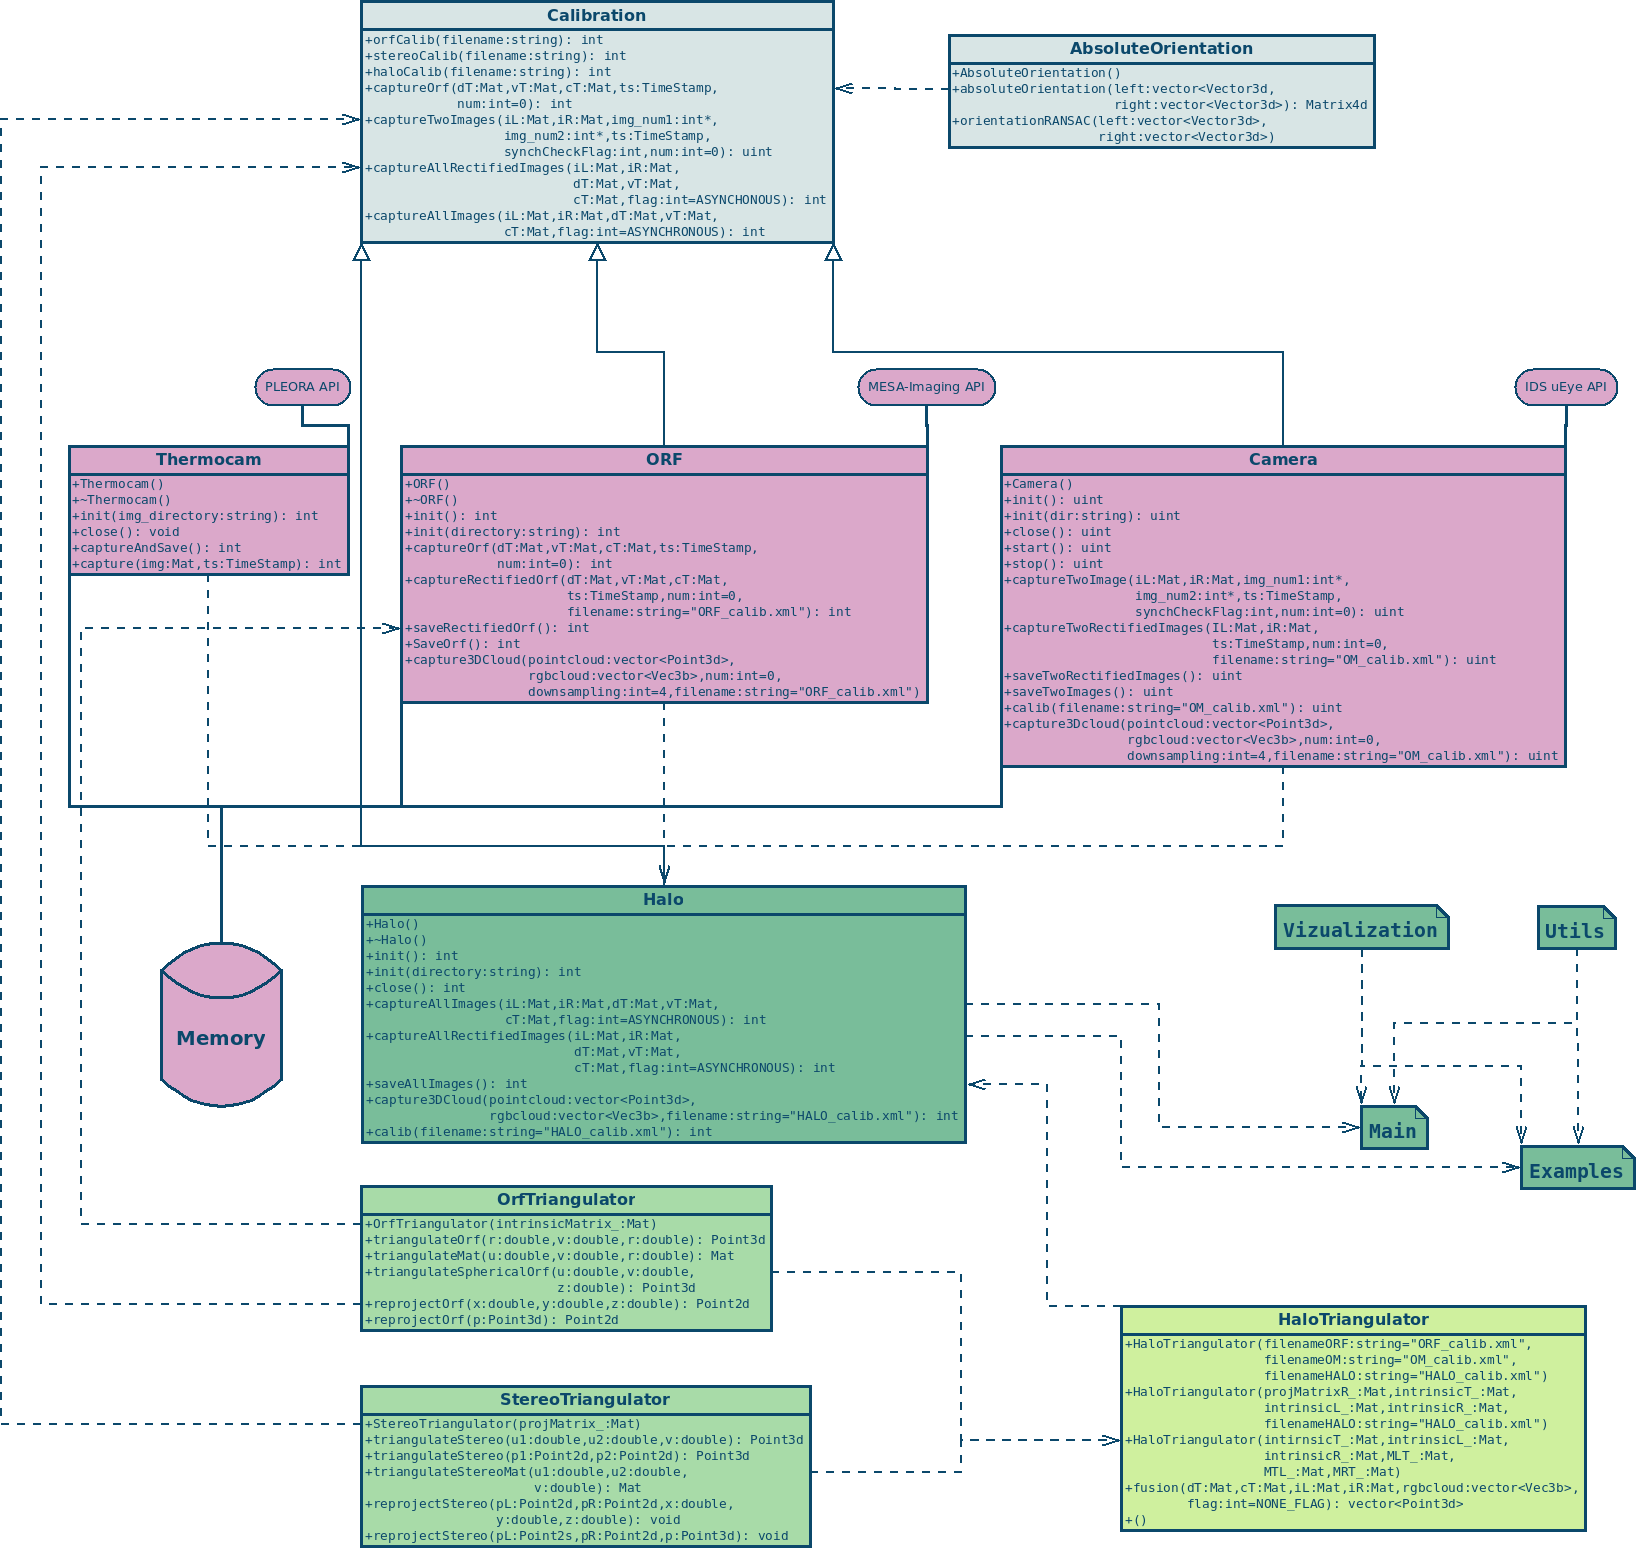 Calibration
+orfCalib(filename:string): int
+stereoCalib(filename:string): int
+haloCalib(filename:string): int
+captureOrf(dT:Mat,vT:Mat,cT:Mat,ts:TimeStamp,
num:int=0): int
+captureTwoImages(iL:Mat,iR:Mat,img_num1:int*,
img_num2:int*,ts:TimeStamp,
synchCheckFlag:int,num:int=0): uint
+captureAllRectifiedImages(iL:Mat,iR:Mat,
dT:Mat,vT:Mat,
cT:Mat,flag:int=ASYNCHONOUS): int
+captureAllImages(iL:Mat,iR:Mat,dT:Mat,vT:Mat,
cT:Mat,flag:int=ASYNCHRONOUS): int
AbsoluteOrientation
+AbsoluteOrientation()
+absoluteOrientation(left:vector<Vector3d,
right:vector<Vector3d>): Matrix4d
+orientationRANSAC(left:vector<Vector3d>,
right:vector<Vector3d>)
PLEORA API
MESA-Imaging API
IDS uEye API
Thermocam
+Thermocam()
+~Thermocam()
+init(img_directory:string): int
+close(): void
+captureAndSave(): int
+capture(img:Mat,ts:TimeStamp): int
ORF
+ORF()
+~ORF()
+init(): int
+init(directory:string): int
+captureOrf(dT:Mat,vT:Mat,cT:Mat,ts:TimeStamp,
num:int=0): int
+captureRectifiedOrf(dT:Mat,vT:Mat,cT:Mat,
ts:TimeStamp,num:int=0,
filename:string="ORF_calib.xml"): int
+saveRectifiedOrf(): int
+SaveOrf(): int
+capture3DCloud(pointcloud:vector<Point3d>,
rgbcloud:vector<Vec3b>,num:int=0,
downsampling:int=4,filename:string="ORF_calib.xml")
Camera
+Camera()
+init(): uint
+init(dir:string): uint
+close(): uint
+start(): uint
+stop(): uint
+captureTwoImage(iL:Mat,iR:Mat,img_num1:int*,
img_num2:int*,ts:TimeStamp,
synchCheckFlag:int,num:int=0): uint
+captureTwoRectifiedImages(IL:Mat,iR:Mat,
ts:TimeStamp,num:int=0,
filename:string="OM_calib.xml"): uint
+saveTwoRectifiedImages(): uint
+saveTwoImages(): uint
+calib(filename:string="OM_calib.xml"): uint
+capture3Dcloud(pointcloud:vector<Point3d>,
rgbcloud:vector<Vec3b>,num:int=0,
downsampling:int=4,filename:string="OM_calib.xml"): uint
Memory
Halo
+Halo()
+~Halo()
+init(): int
+init(directory:string): int
+close(): int
+captureAllImages(iL:Mat,iR:Mat,dT:Mat,vT:Mat,
cT:Mat,flag:int=ASYNCHRONOUS): int
+captureAllRectifiedImages(iL:Mat,iR:Mat,
dT:Mat,vT:Mat,
cT:Mat,flag:int=ASYNCHRONOUS): int
+saveAllImages(): int
+capture3DCloud(pointcloud:vector<Point3d>,
rgbcloud:vector<Vec3b>,filename:string="HALO_calib.xml"): int
+calib(filename:string="HALO_calib.xml"): int
Vizualization
Utils
Main
Examples
OrfTriangulator
+OrfTriangulator(intrinsicMatrix_:Mat)
+triangulateOrf(r:double,v:double,r:double): Point3d
+triangulateMat(u:double,v:double,r:double): Mat
+triangulateSphericalOrf(u:double,v:double,
z:double): Point3d
+reprojectOrf(x:double,y:double,z:double): Point2d
+reprojectOrf(p:Point3d): Point2d
StereoTriangulator
+StereoTriangulator(projMatrix_:Mat)
+triangulateStereo(u1:double,u2:double,v:double): Point3d
+triangulateStereo(p1:Point2d,p2:Point2d): Point3d
+triangulateStereoMat(u1:double,u2:double,
v:double): Mat
+reprojectStereo(pL:Point2d,pR:Point2d,x:double,
y:double,z:double): void
+reprojectStereo(pL:Point2s,pR:Point2d,p:Point3d): void
HaloTriangulator
+HaloTriangulator(filenameORF:string="ORF_calib.xml",
filenameOM:string="OM_calib.xml",
filenameHALO:string="HALO_calib.xml")
+HaloTriangulator(projMatrixR_:Mat,intrinsicT_:Mat,
intrinsicL_:Mat,intrinsicR_:Mat,
filenameHALO:string="HALO_calib.xml")
+HaloTriangulator(intirnsicT_:Mat,intrinsicL_:Mat,
intrinsicR_:Mat,MLT_:Mat,
MTL_:Mat,MRT_:Mat)
+fusion(dT:Mat,cT:Mat,iL:Mat,iR:Mat,rgbcloud:vector<Vec3b>,
flag:int=NONE_FLAG): vector<Point3d>
+()